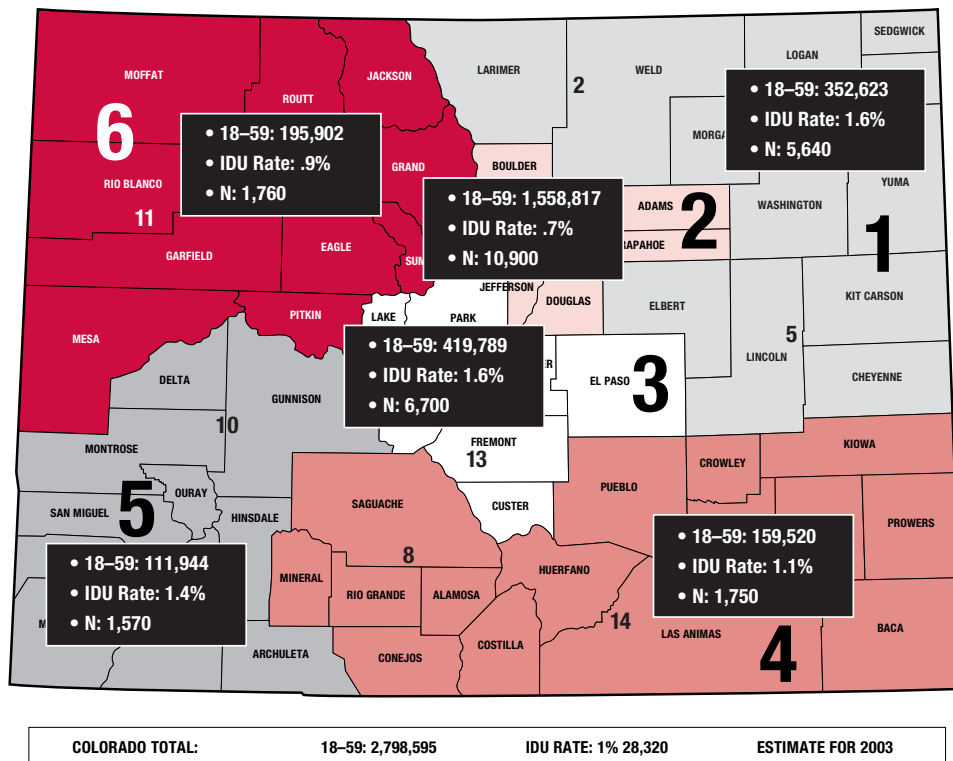 SEDGWICK
LOGAN
LARIMER
WELD
MOFFAT
JACKSON
ROUTT
2
• 18–59: 352,623
• IDU Rate: 1.6%
• N: 5,640
6
• 18–59: 195,902
• IDU Rate: .9%
• N: 1,760
GRAND
BOULDER
YUMA
RIO BLANCO
11
• 18–59: 1,558,817
• IDU Rate: .7%
• N: 10,900
ADAMS
2
WASHINGTON
1
EAGLE
GARFIELD
JEFFERSON
DOUGLAS
ELBERT
KIT CARSON
PITKIN
LAKE
PARK
MESA
5
LINCOLN
• 18–59: 419,789
• IDU Rate: 1.6%
• N: 6,700
EL PASO
3
CHEYENNE
DELTA
GUNNISON
10
MONTROSE
FREMONT
13
KIOWA
CROWLEY
PUEBLO
OURAY
5
SAN MIGUEL
HINSDALE
SAGUACHE
CUSTER
PROWERS
• 18–59: 111,944
• IDU Rate: 1.4%
• N: 1,570
8
• 18–59: 159,520
• IDU Rate: 1.1%
• N: 1,750
MINERAL
RIO GRANDE
ALAMOSA
HUERFANO
14
LAS ANIMAS
BACA
ARCHULETA
CONEJOS
COSTILLA
4
COLORADO TOTAL: 18–59: 2,798,595 IDU RATE: 1% 28,320 ESTIMATE FOR 2003